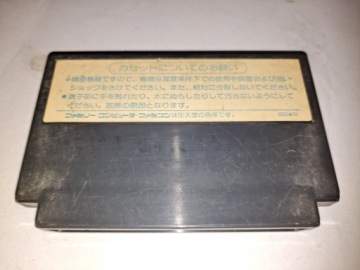 カセットについてのお願い
●精密機器ですので、極端な温度条件下での使用や保管および強い
ショックをさけてください。また、絶対に分解しないでください。
●端子部に手を触れたり、水にぬらしたりして汚さないようにして
ください。故障の原因となります。
ファミリーコンピュータ・ファミコンは任天堂の商標です。